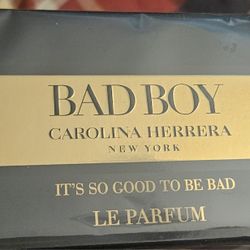 BAD BOY
CAROLINA HERRERA
NEW YORK
IT'S SO GOOD TO BE BAD
LE PARFUM